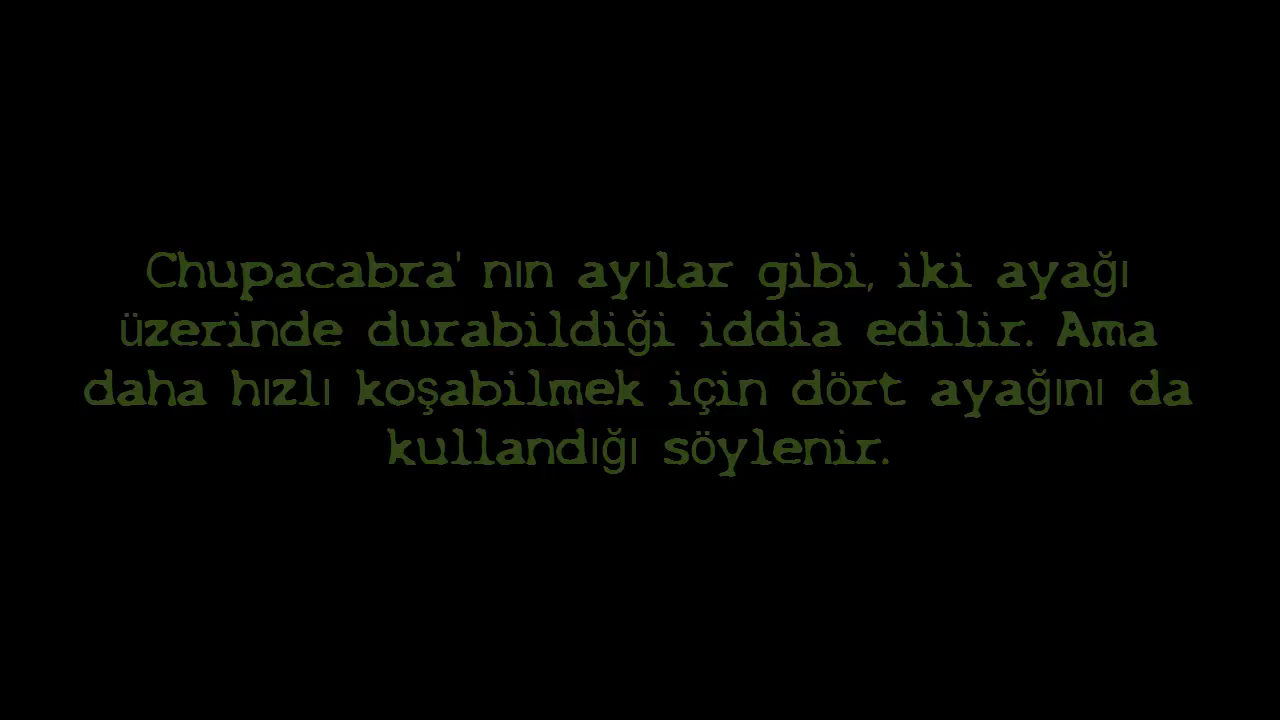 Chupacabra' nın ayılar gibi, iki ayağı
üzerinde durabildiği iddia edilir. Ama
daha hızlı koşabilmek için dört ayağını da
kullandığı söylenir.